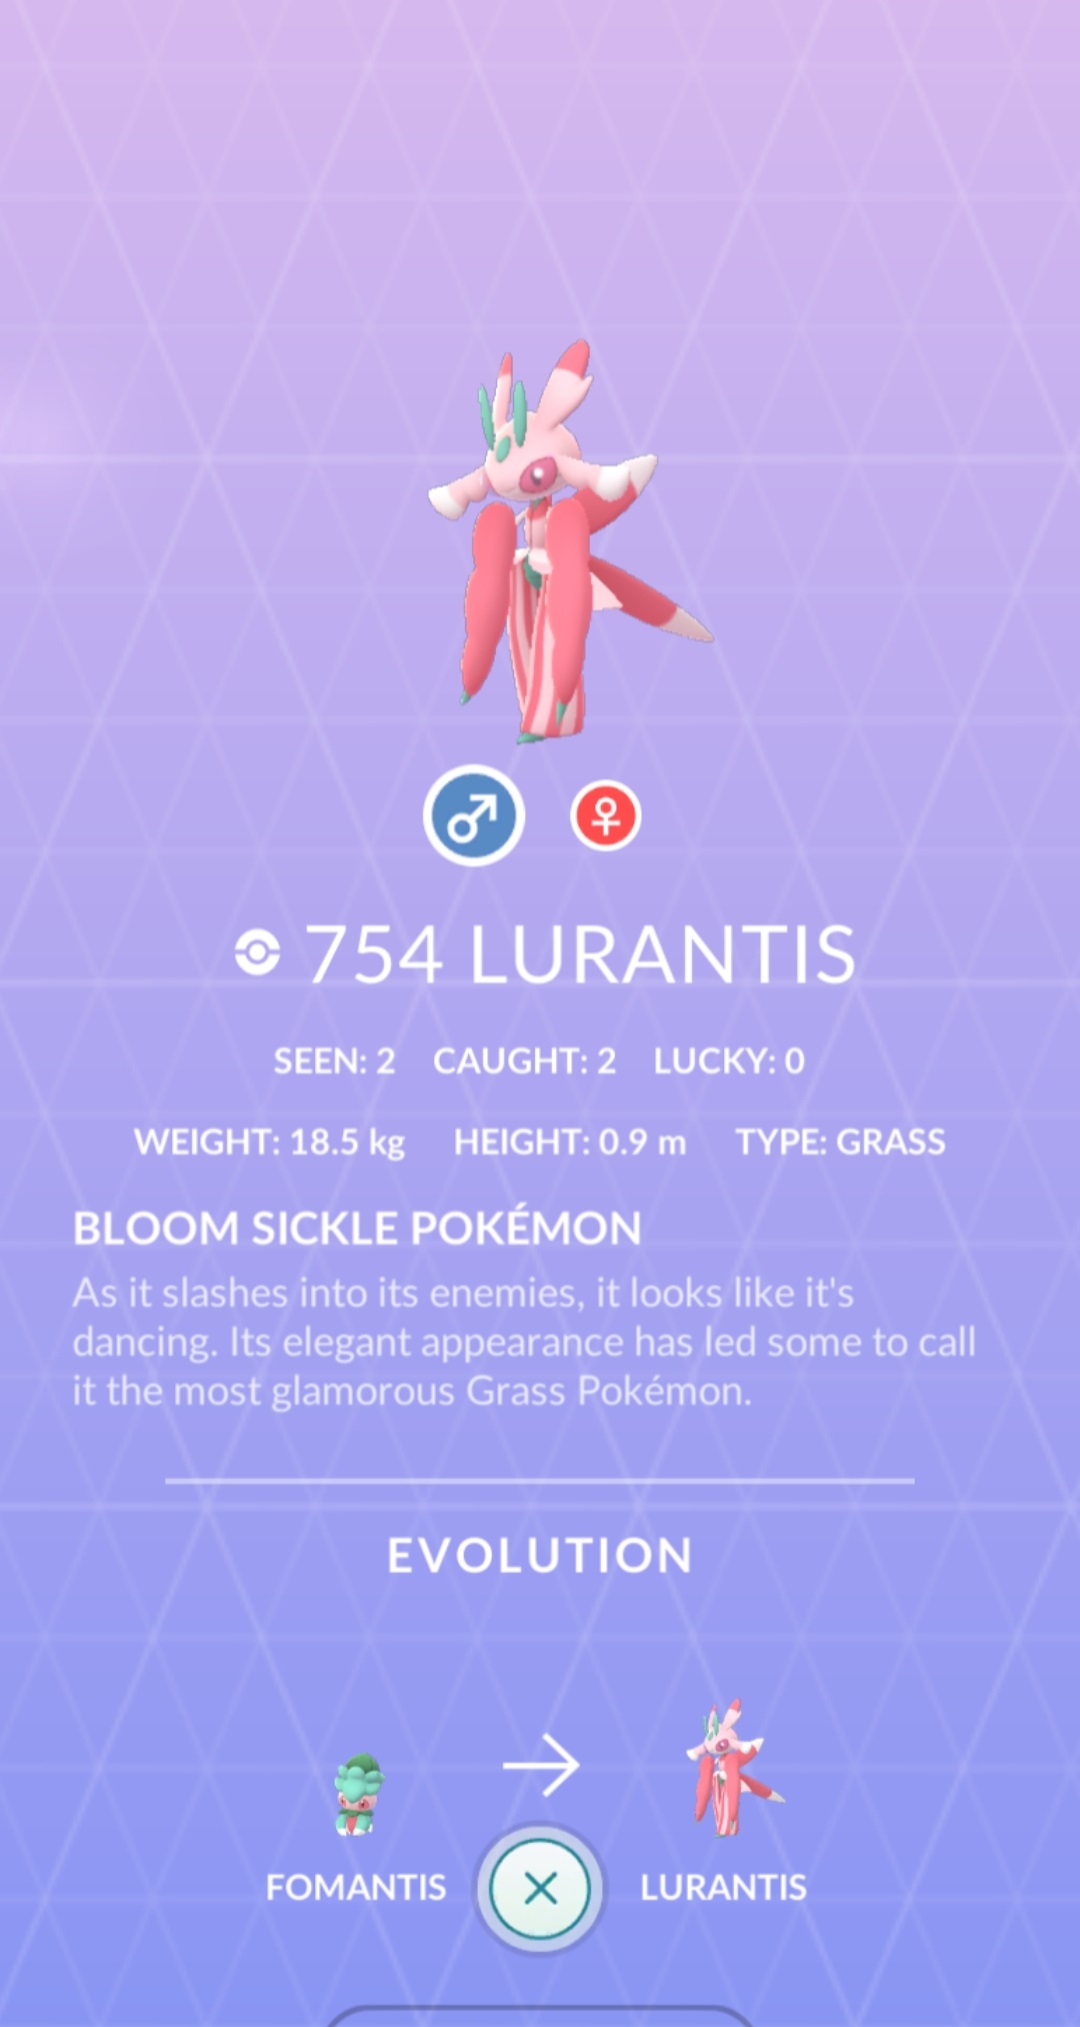 754 LURANTIS
SEEN: 2 CAUGHT: 2 LUCKY: 0
WEIGHT: 18.5 kg HEIGHT: 0.9 m TYPE: GRASS
BLOOM SICKLE POKÉMON
As it slashes into its enemies, it looks like it's
dancing. Its elegant appearance has led some to call
it the most glamorous Grass Pokémon.
EVOLUTION
FOMANTIS LURANTIS